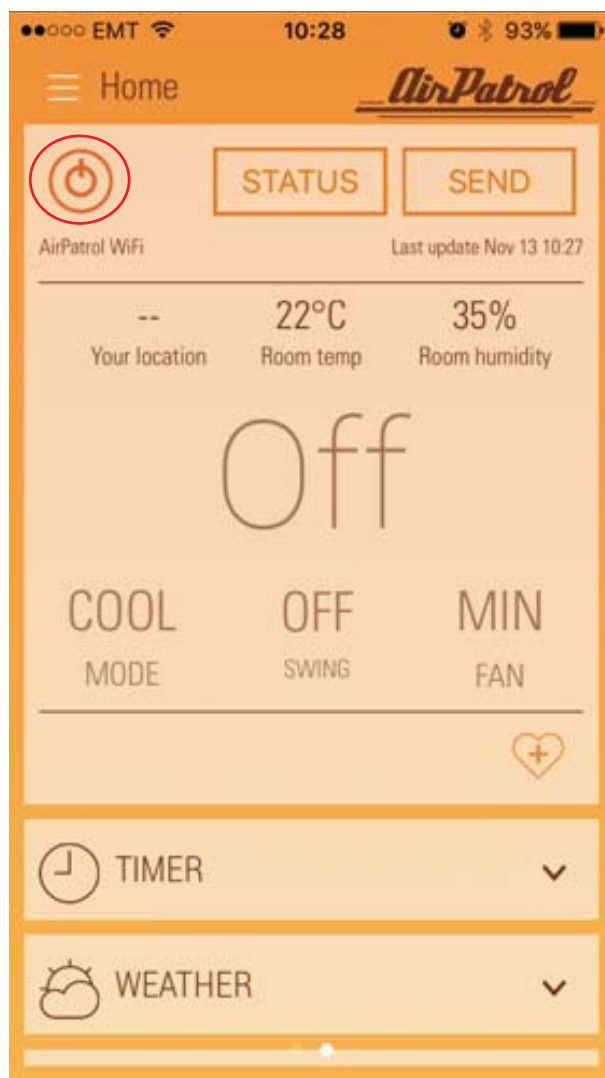 EMT 10:28 93%
Home AirPatrol
STATUS SEND
AirPatrol WiFi Last update Nov 13 10:27
-- 22°C 35%
Your location Room temp Room humidity
Off
COOL OFF MIN
MODE SWING FAN
TIMER
WEATHER